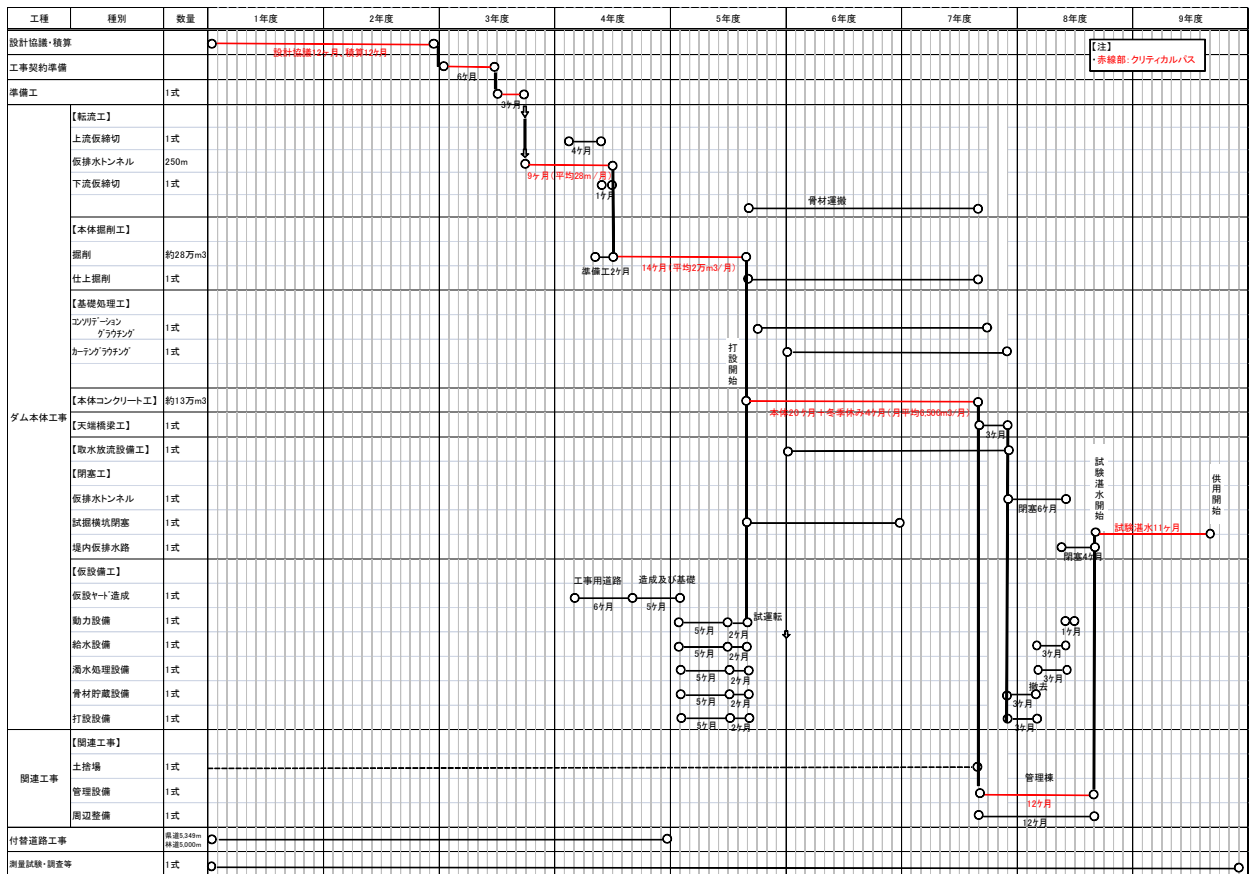 工種 種別 数量 1年度 2年度 3年度 4年度 5年度 6年度 7年度 8年度 9年度
設計協議・積算
設計協議12ヶ月、積算12ヶ月
【注】
・赤線部：クリティカルパス
工事契約準備
6ヶ月
準備工 1式
3ヶ月
ダム本体工事
【転流工】
上流仮締切 1式
4ヶ月
仮排水トンネル 250m
9ヶ月(平均28m/月)
下流仮締切 1式
1ヶ月
骨材運搬
【本体掘削工】
掘削 約28万m3
準備工2ヶ月
14ヶ月(平均2万m3/月)
仕上掘削 1式
【基礎処理工】
コンソリデーション
グラウチング 1式
カーテングラウチング 1式
打設開始
【本体コンクリート工】 約13万m3
本体20ヶ月+冬季休み4ヶ月(月平均6,506m3/月)
【天端橋梁工】 1式
3ヶ月
【取水放流設備工】 1式
【閉塞工】
試験湛水開始
供用開始
仮排水トンネル 1式
閉塞6ヶ月
試掘横坑閉塞 1式
試験湛水11ヶ月
堤内仮排水路 1式
閉塞4ヶ月
【仮設備工】
工事用道路 造成及び基礎
仮設ヤード造成 1式
6ヶ月 5ヶ月
試運転
動力設備 1式
5ヶ月 2ヶ月 1ヶ月
給水設備 1式
5ヶ月 2ヶ月 3ヶ月
濁水処理設備 1式
5ヶ月 2ヶ月 3ヶ月
撤去
骨材貯蔵設備 1式
5ヶ月 2ヶ月 3ヶ月
打設設備 1式
5ヶ月 2ヶ月 3ヶ月
関連工事
【関連工事】
土捨場 1式
管理棟
管理設備 1式
12ヶ月
周辺整備 1式
12ヶ月
付替道路工事 県道5,349m
林道5,000m
測量試験・調査等 1式